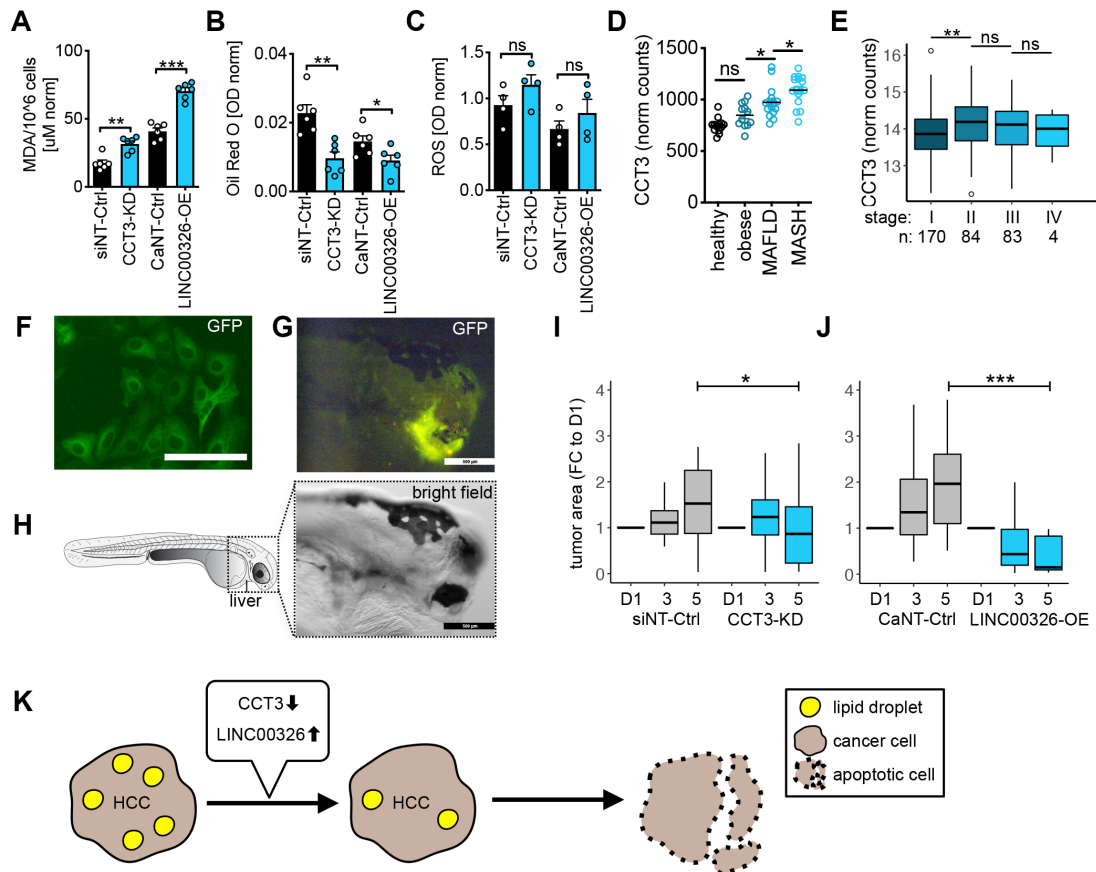 A
MDA/10^6 cells
[uM norm]
100
50
0
**
***
siNT-Ctrl
CCT3-KD
CaNT-Ctrl
LINC00326-OE
B
Oil Red O [OD norm]
0.04
0.02
0.00
**
*
siNT-Ctrl
CCT3-KD
CaNT-Ctrl
LINC00326-OE
C
ROS [OD norm]
1.5
1.0
0.5
0.0
ns
ns
siNT-Ctrl
CCT3-KD
CaNT-Ctrl
LINC00326-OE
D
CCT3 (norm counts)
1500
1000
500
0
ns
*
*
healthy
obese
MAFLD
MASH
E
CCT3 (norm counts)
16
15
14
13
**
ns
ns
stage: I II III IV
n: 170 84 83 4
F
GFP
G
GFP
500 µm
H
liver
bright field
500 µm
I
tumor area (FC to D1)
4
3
2
1
0
*
D1 3 5 D1 3 5
siNT-Ctrl CCT3-KD
J
4
3
2
1
0
***
D1 3 5 D1 3 5
CaNT-Ctrl LINC00326-OE
K
CCT3
LINC00326
HCC
HCC
lipid droplet
cancer cell
apoptotic cell